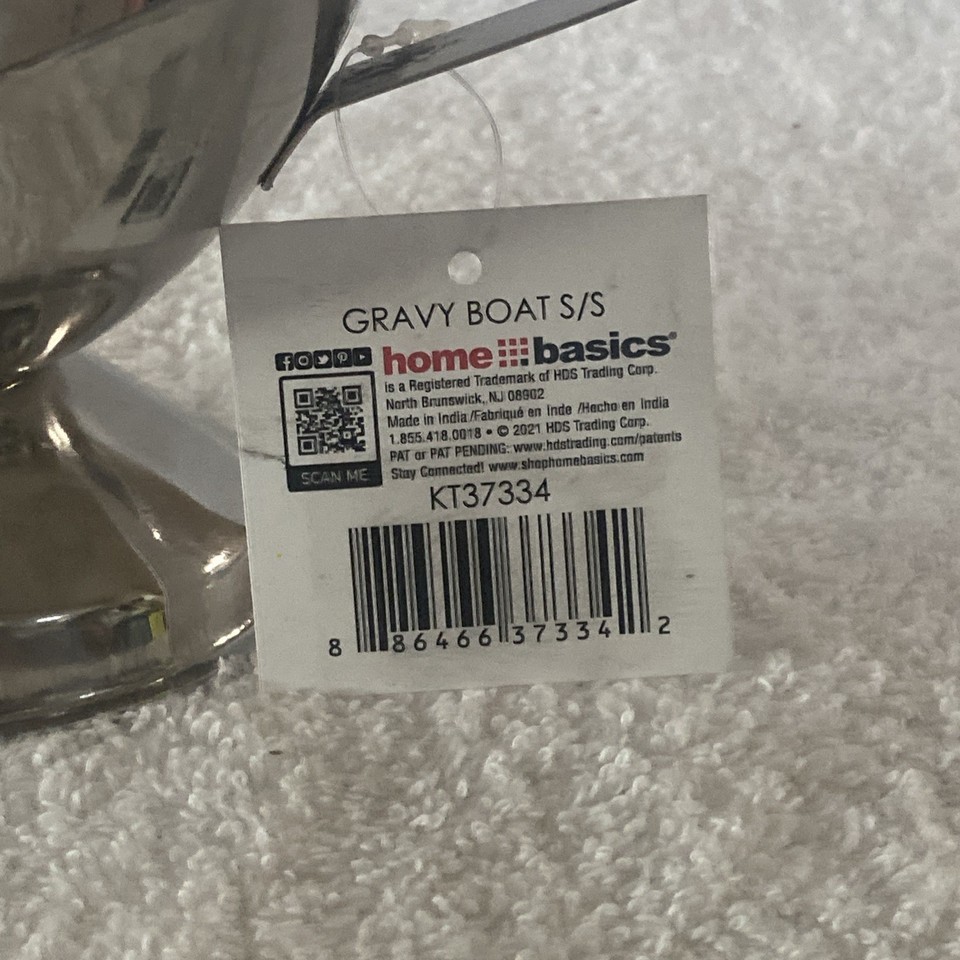 GRAVY BOAT S/S
home basics®
is a Registered Trademark of HDS Trading Corp.
North Brunswick, NJ 08902
Made in India /Fabriqué en Inde /Hecho en India
1.855.418.0018 • © 2021 HDS Trading Corp.
PAT or PAT PENDING: www.hdstrading.com/patents
Stay Connected! www.shophomebasics.com
SCAN ME
KT37334
8 86466 37334 2